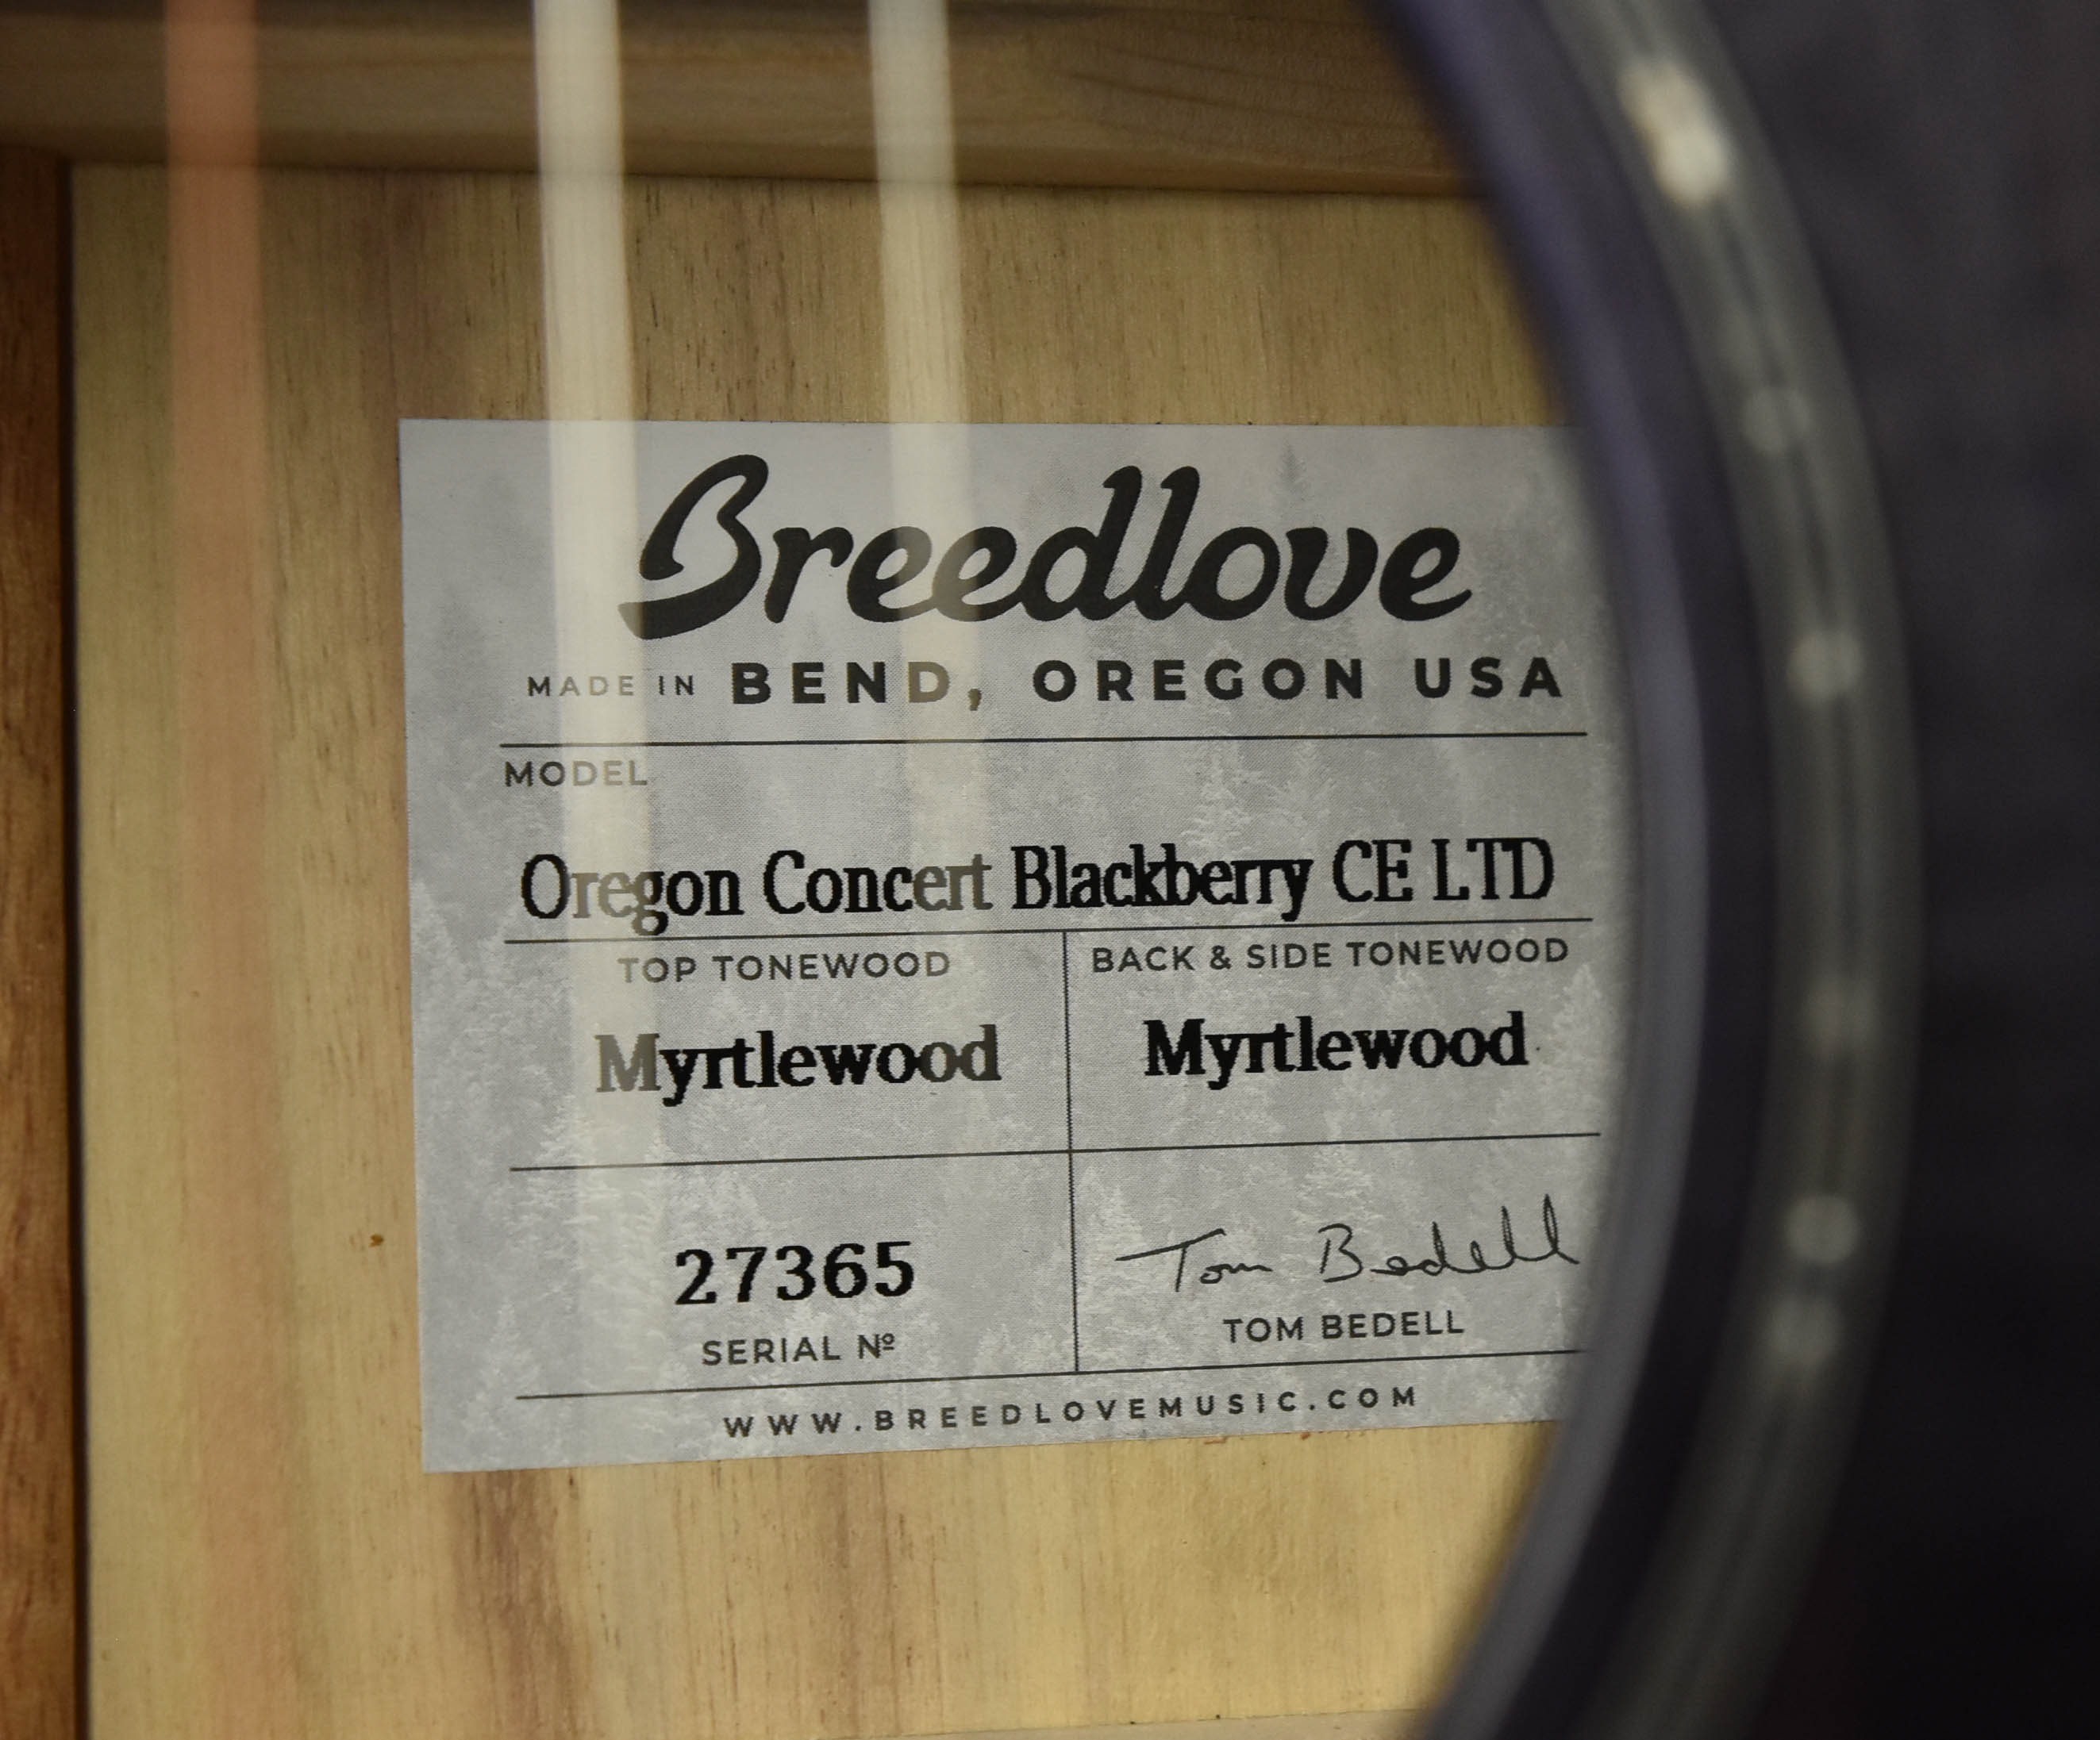 Breedlove
MADE IN BEND, OREGON USA
MODEL
Oregon Concert Blackberry CE LTD
TOP TONEWOOD
Myrtlewood
BACK & SIDE TONEWOOD
Myrtlewood
27365
SERIAL Nº
Tom Bedell
TOM BEDELL
WWW.BREEDLOVEMUSIC.COM